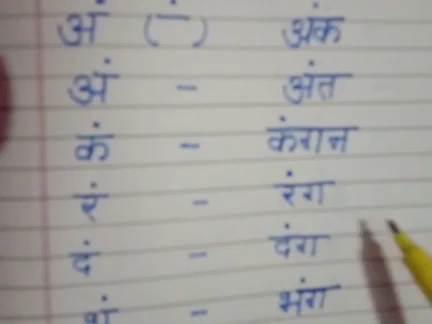 अं (ं) अंक
अं - अंत
कं - कंगन
रं - रंग
दं - दंग
भं - भंग